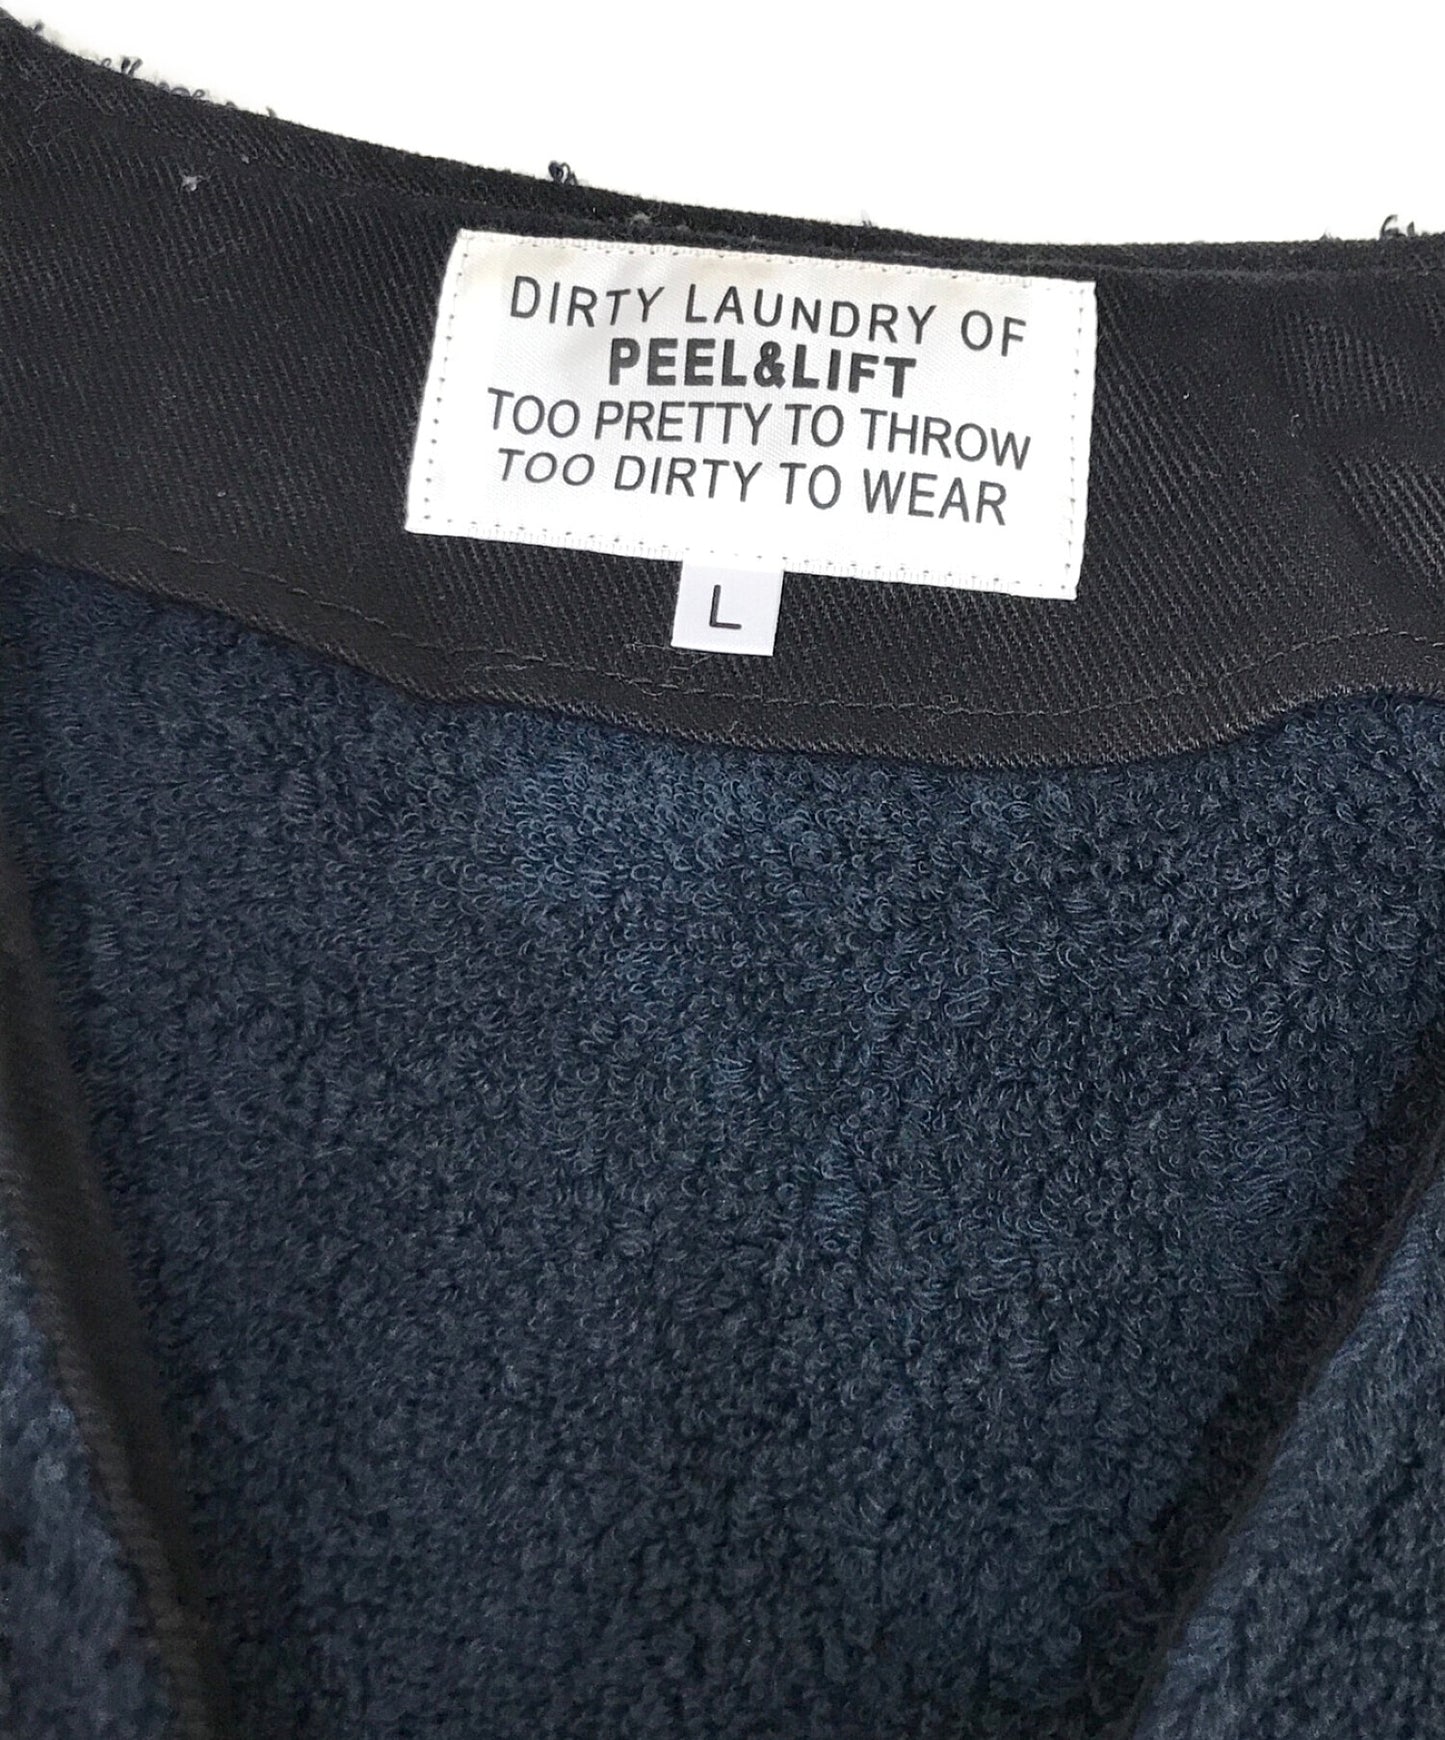 DIRTY LAUNDRY OF
PEEL&LIFT
TOO PRETTY TO THROW
TOO DIRTY TO WEAR
L